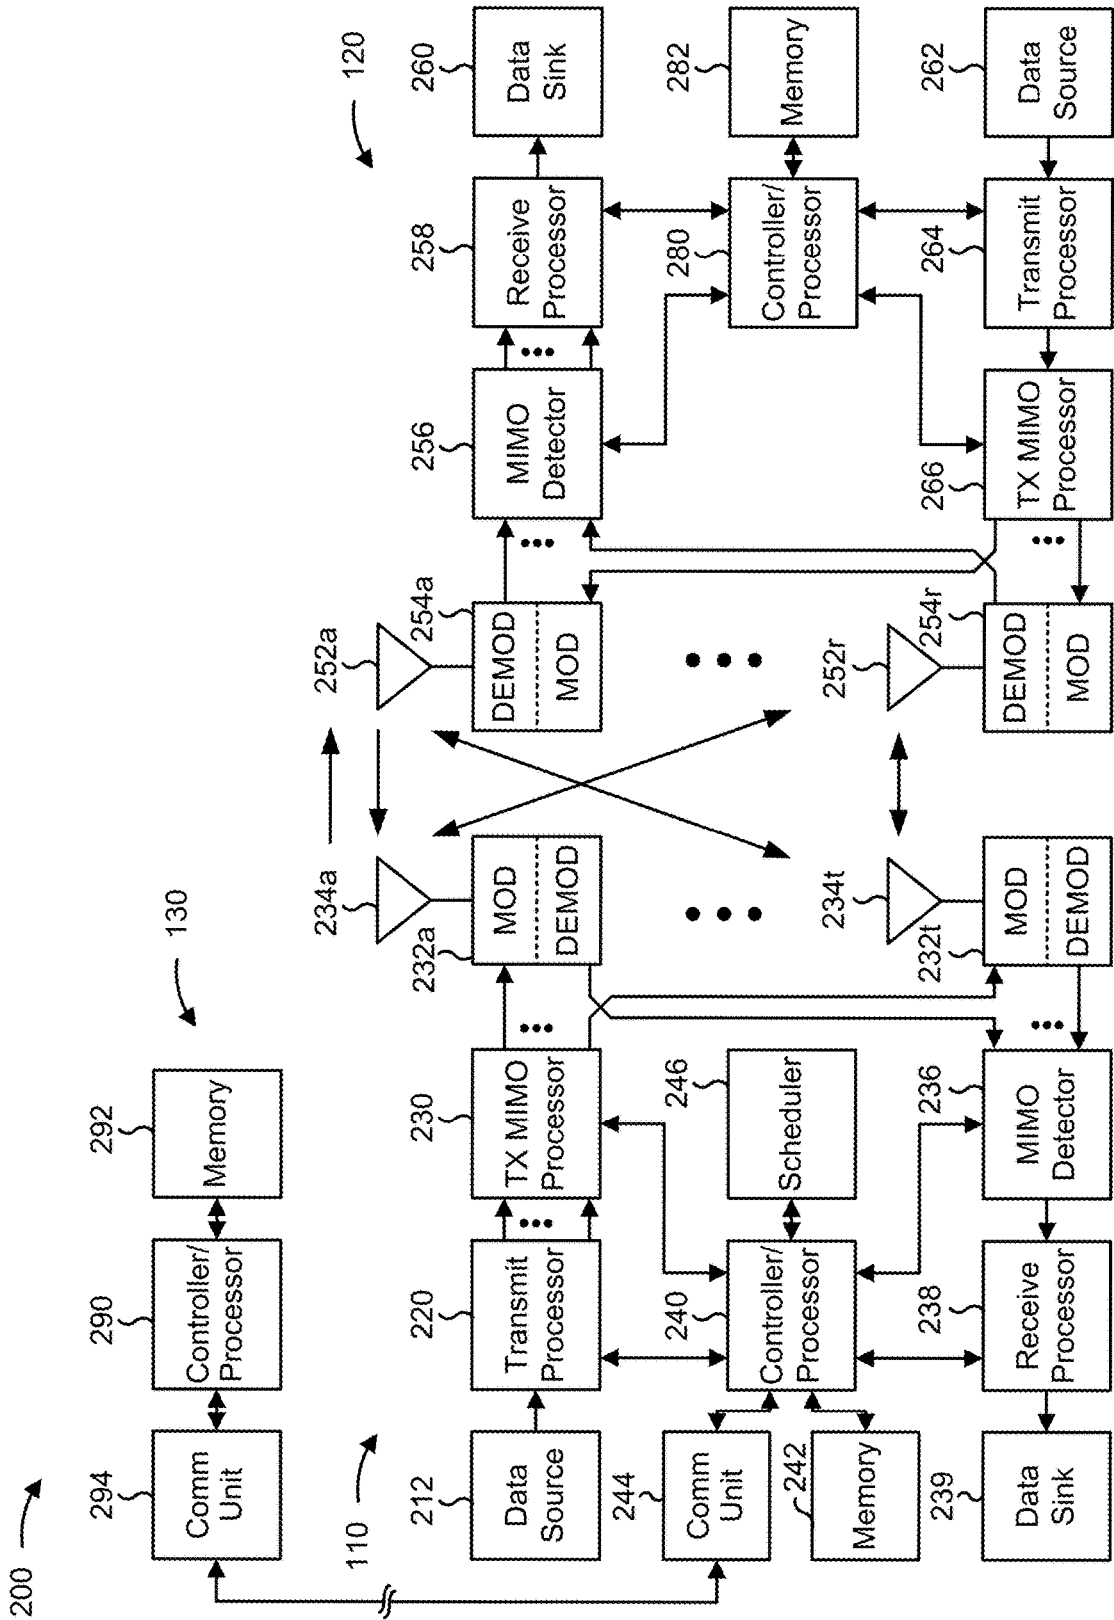 200
130
294
290
292
Comm
Unit
Controller/
Processor
Memory
110
120
212
220
230
232a
234a
252a
254a
256
258
260
Data
Source
Transmit
Processor
TX MIMO
Processor
MOD
DEMOD
DEMOD
MOD
MIMO
Detector
Receive
Processor
Data
Sink
244
242
240
246
280
282
Comm
Unit
Memory
Controller/
Processor
Scheduler
Controller/
Processor
Memory
239
238
236
232t
234t
252r
254r
266
264
262
Data
Sink
Receive
Processor
MIMO
Detector
MOD
DEMOD
DEMOD
MOD
TX MIMO
Processor
Transmit
Processor
Data
Source